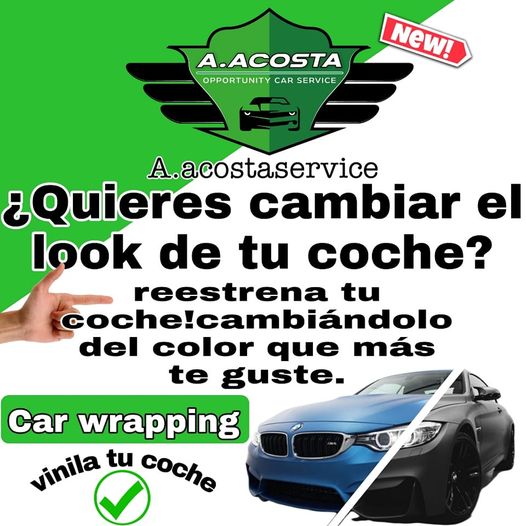 A.ACOSTA
OPPORTUNITY CAR SERVICE
New!
A.acostaservice
¿Quieres cambiar el
look de tu coche?
reestrena tu
coche!cambiándolo
del color que más
te guste.
Car wrapping
vinila tu coche